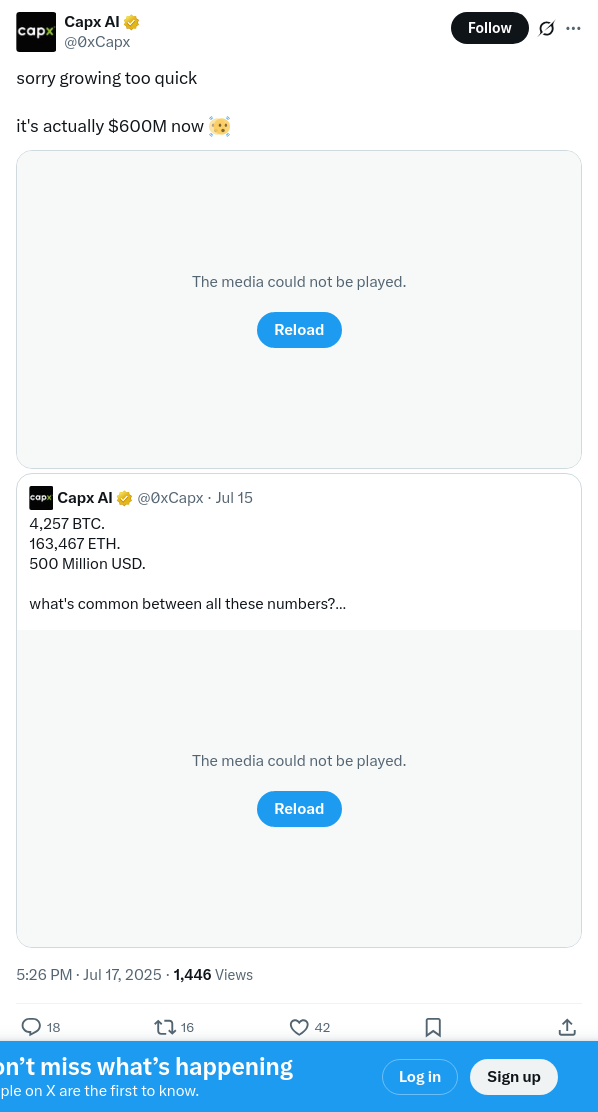 capx
Capx AI
@0xCapx
Follow
sorry growing too quick
it's actually $600M now
The media could not be played.
Reload
capx
Capx AI @0xCapx · Jul 15
4,257 BTC.
163,467 ETH.
500 Million USD.
what's common between all these numbers?...
The media could not be played.
Reload
5:26 PM · Jul 17, 2025 · 1,446 Views
18 16 42
on't miss what's happening
ple on X are the first to know.
Log in
Sign up